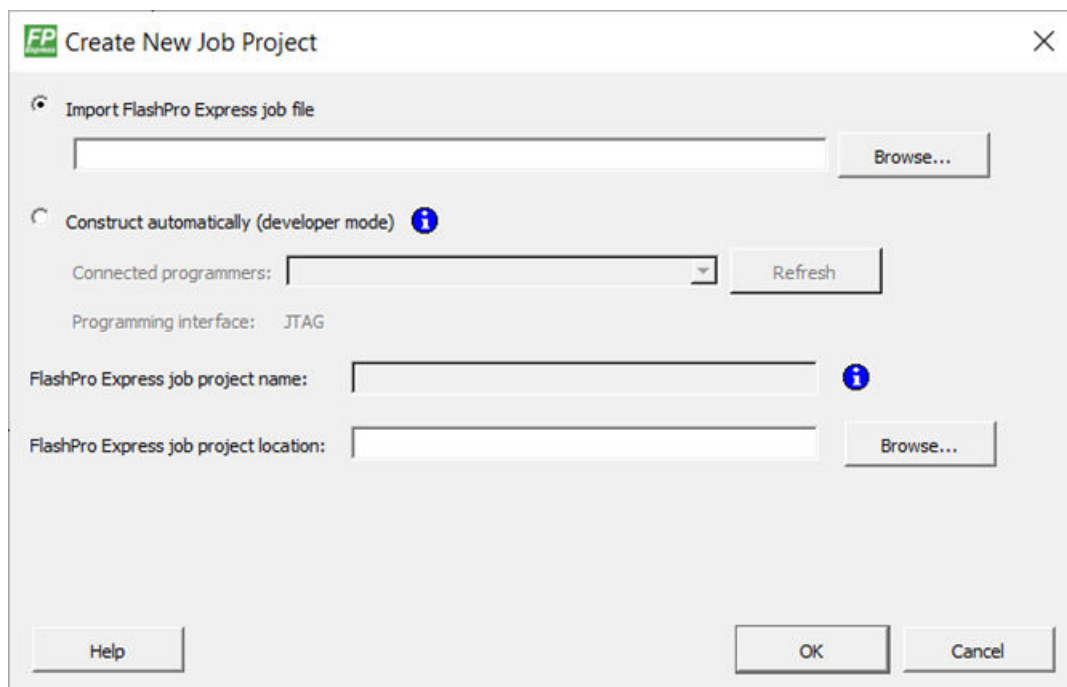 FP Express Create New Job Project
Import FlashPro Express job file
Browse...
Construct automatically (developer mode) i
Connected programmers: Refresh
Programming interface: JTAG
FlashPro Express job project name: i
FlashPro Express job project location: Browse...
Help OK Cancel